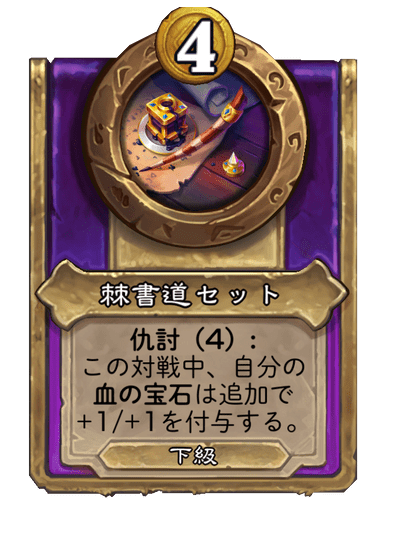 4
棘書道セット
仇討（4）:
この対戦中、自分の
血の宝石は追加で
+1/+1を付与する。
下級